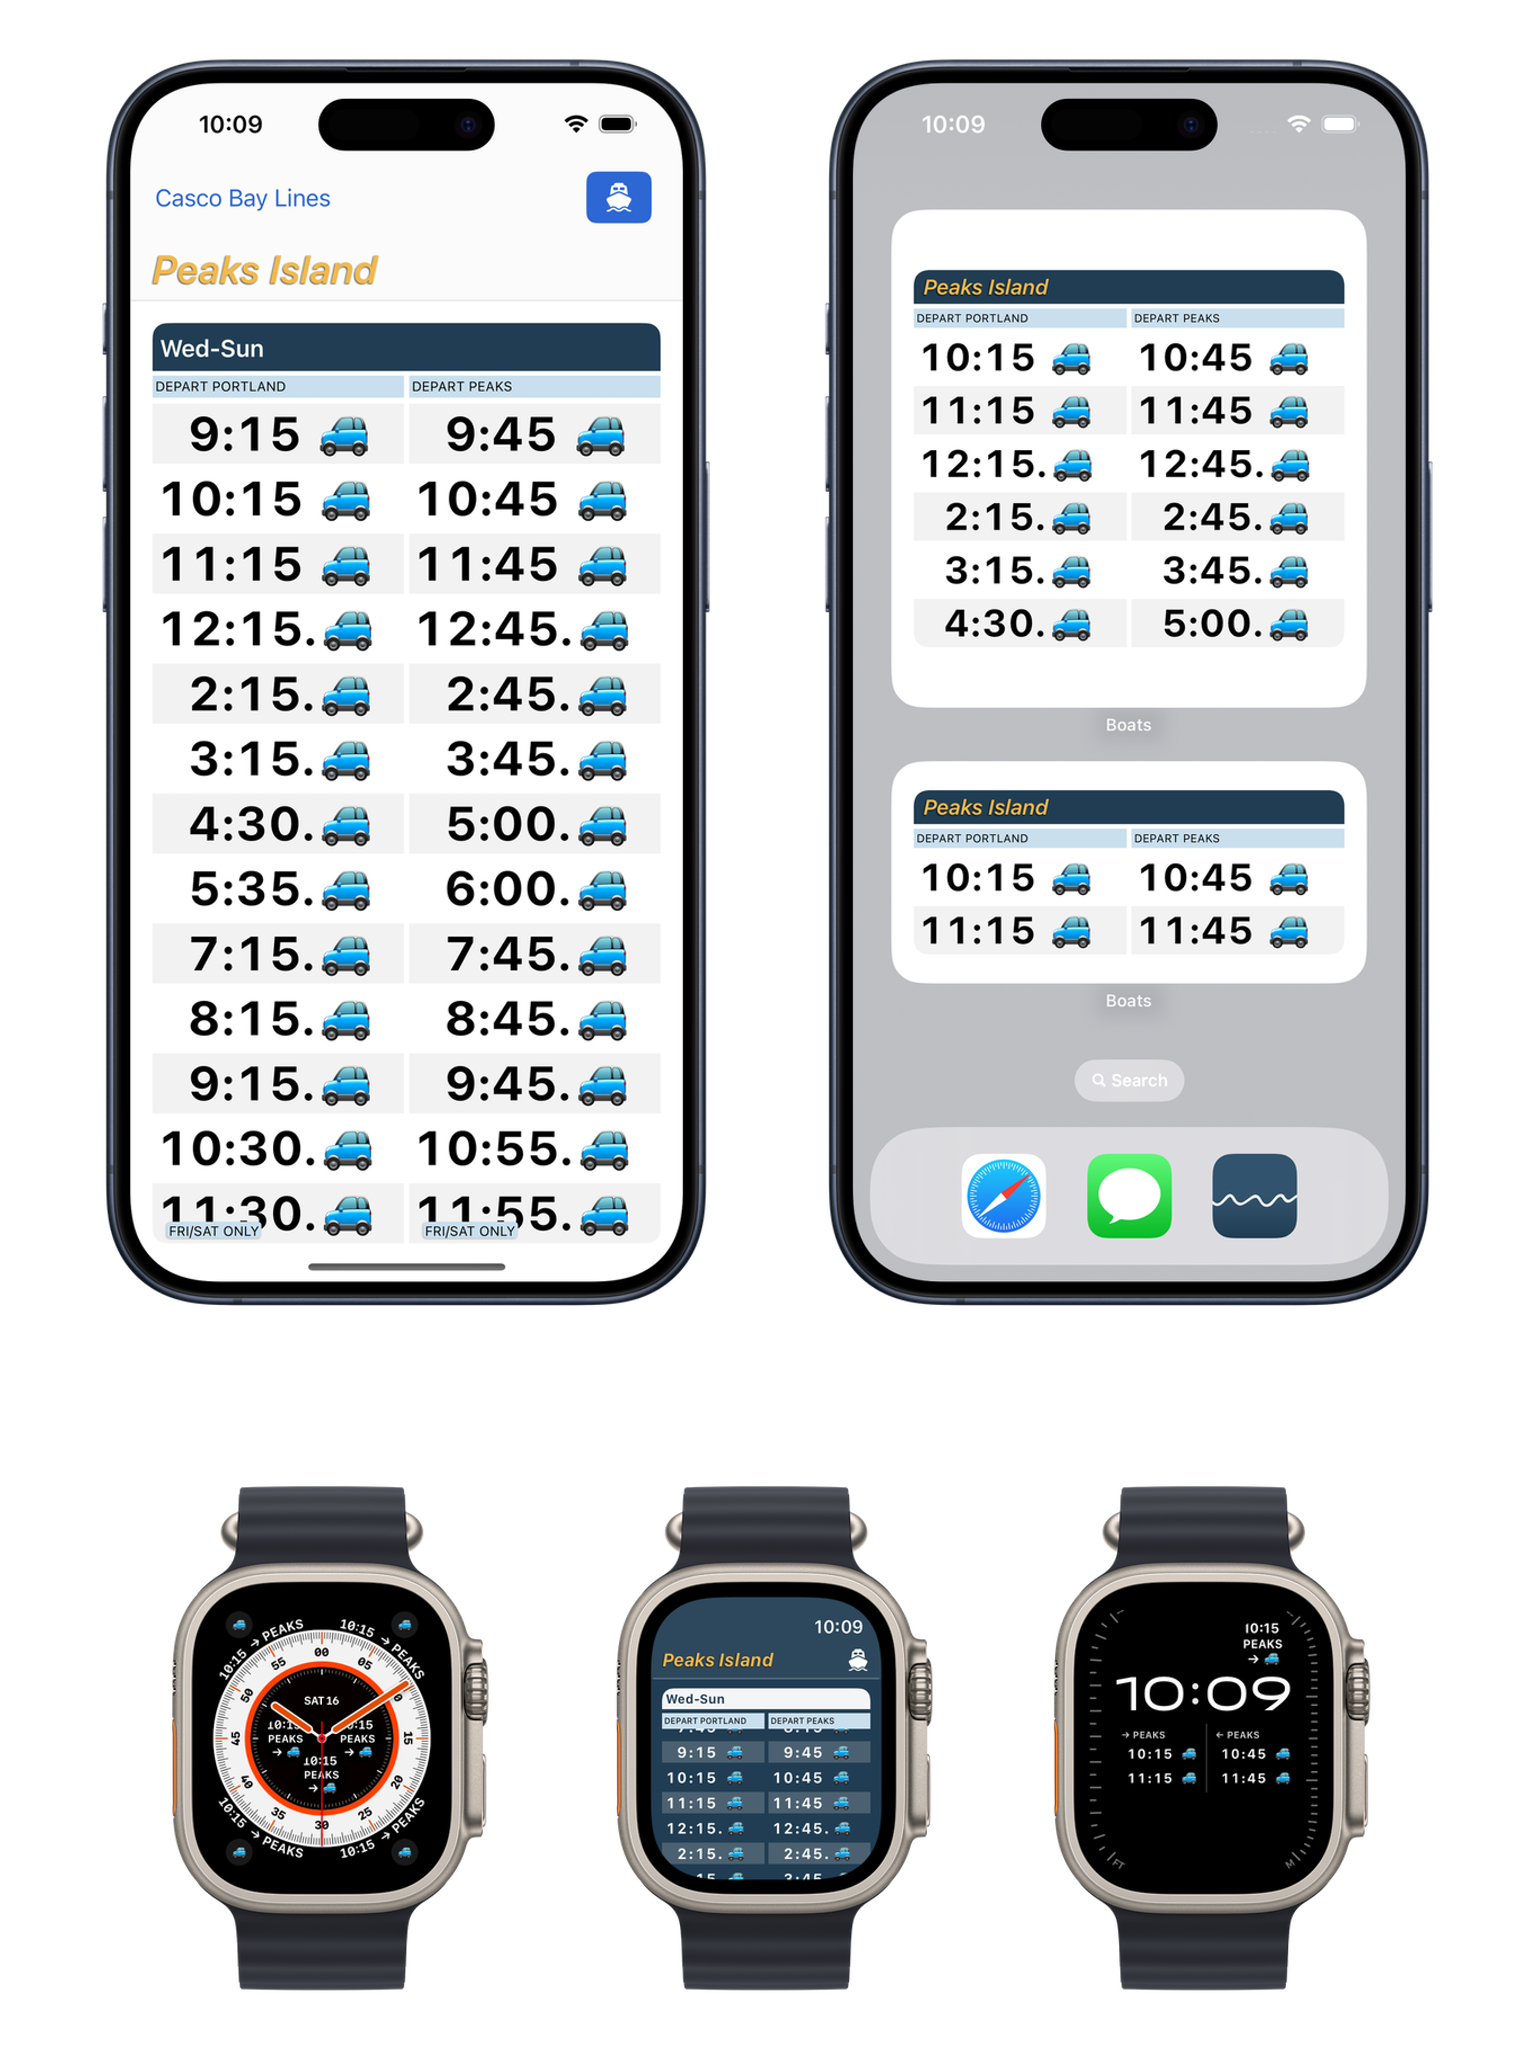 10:09
Casco Bay Lines
Peaks Island
Wed-Sun
DEPART PORTLAND DEPART PEAKS
9:15 9:45
10:15 10:45
11:15 11:45
12:15. 12:45.
2:15. 2:45.
3:15. 3:45.
4:30. 5:00.
5:35. 6:00.
7:15. 7:45.
8:15. 8:45.
9:15. 9:45.
10:30. 10:55.
11:30. 11:55.
FRI/SAT ONLY FRI/SAT ONLY
10:09
Peaks Island
DEPART PORTLAND DEPART PEAKS
10:15 10:45
11:15 11:45
12:15. 12:45.
2:15. 2:45.
3:15. 3:45.
4:30. 5:00.
Boats
Peaks Island
DEPART PORTLAND DEPART PEAKS
10:15 10:45
11:15 11:45
Boats
Search
10:15 → PEAKS
10:15 → PEAKS
00
05
15
20
25
30
35
40
45
50
55
SAT 16
10:15 10:15
PEAKS PEAKS
→ →
10:15
PEAKS
→
10:15 → PEAKS
10:15 → PEAKS
10:09
Peaks Island
Wed-Sun
DEPART PORTLAND DEPART PEAKS
9:15 9:45
10:15 10:45
11:15 11:45
12:15. 12:45.
2:15. 2:45.
3:45
10:15
PEAKS
→
10:09
→ PEAKS ← PEAKS
10:15 10:45
11:15 11:45
FT M